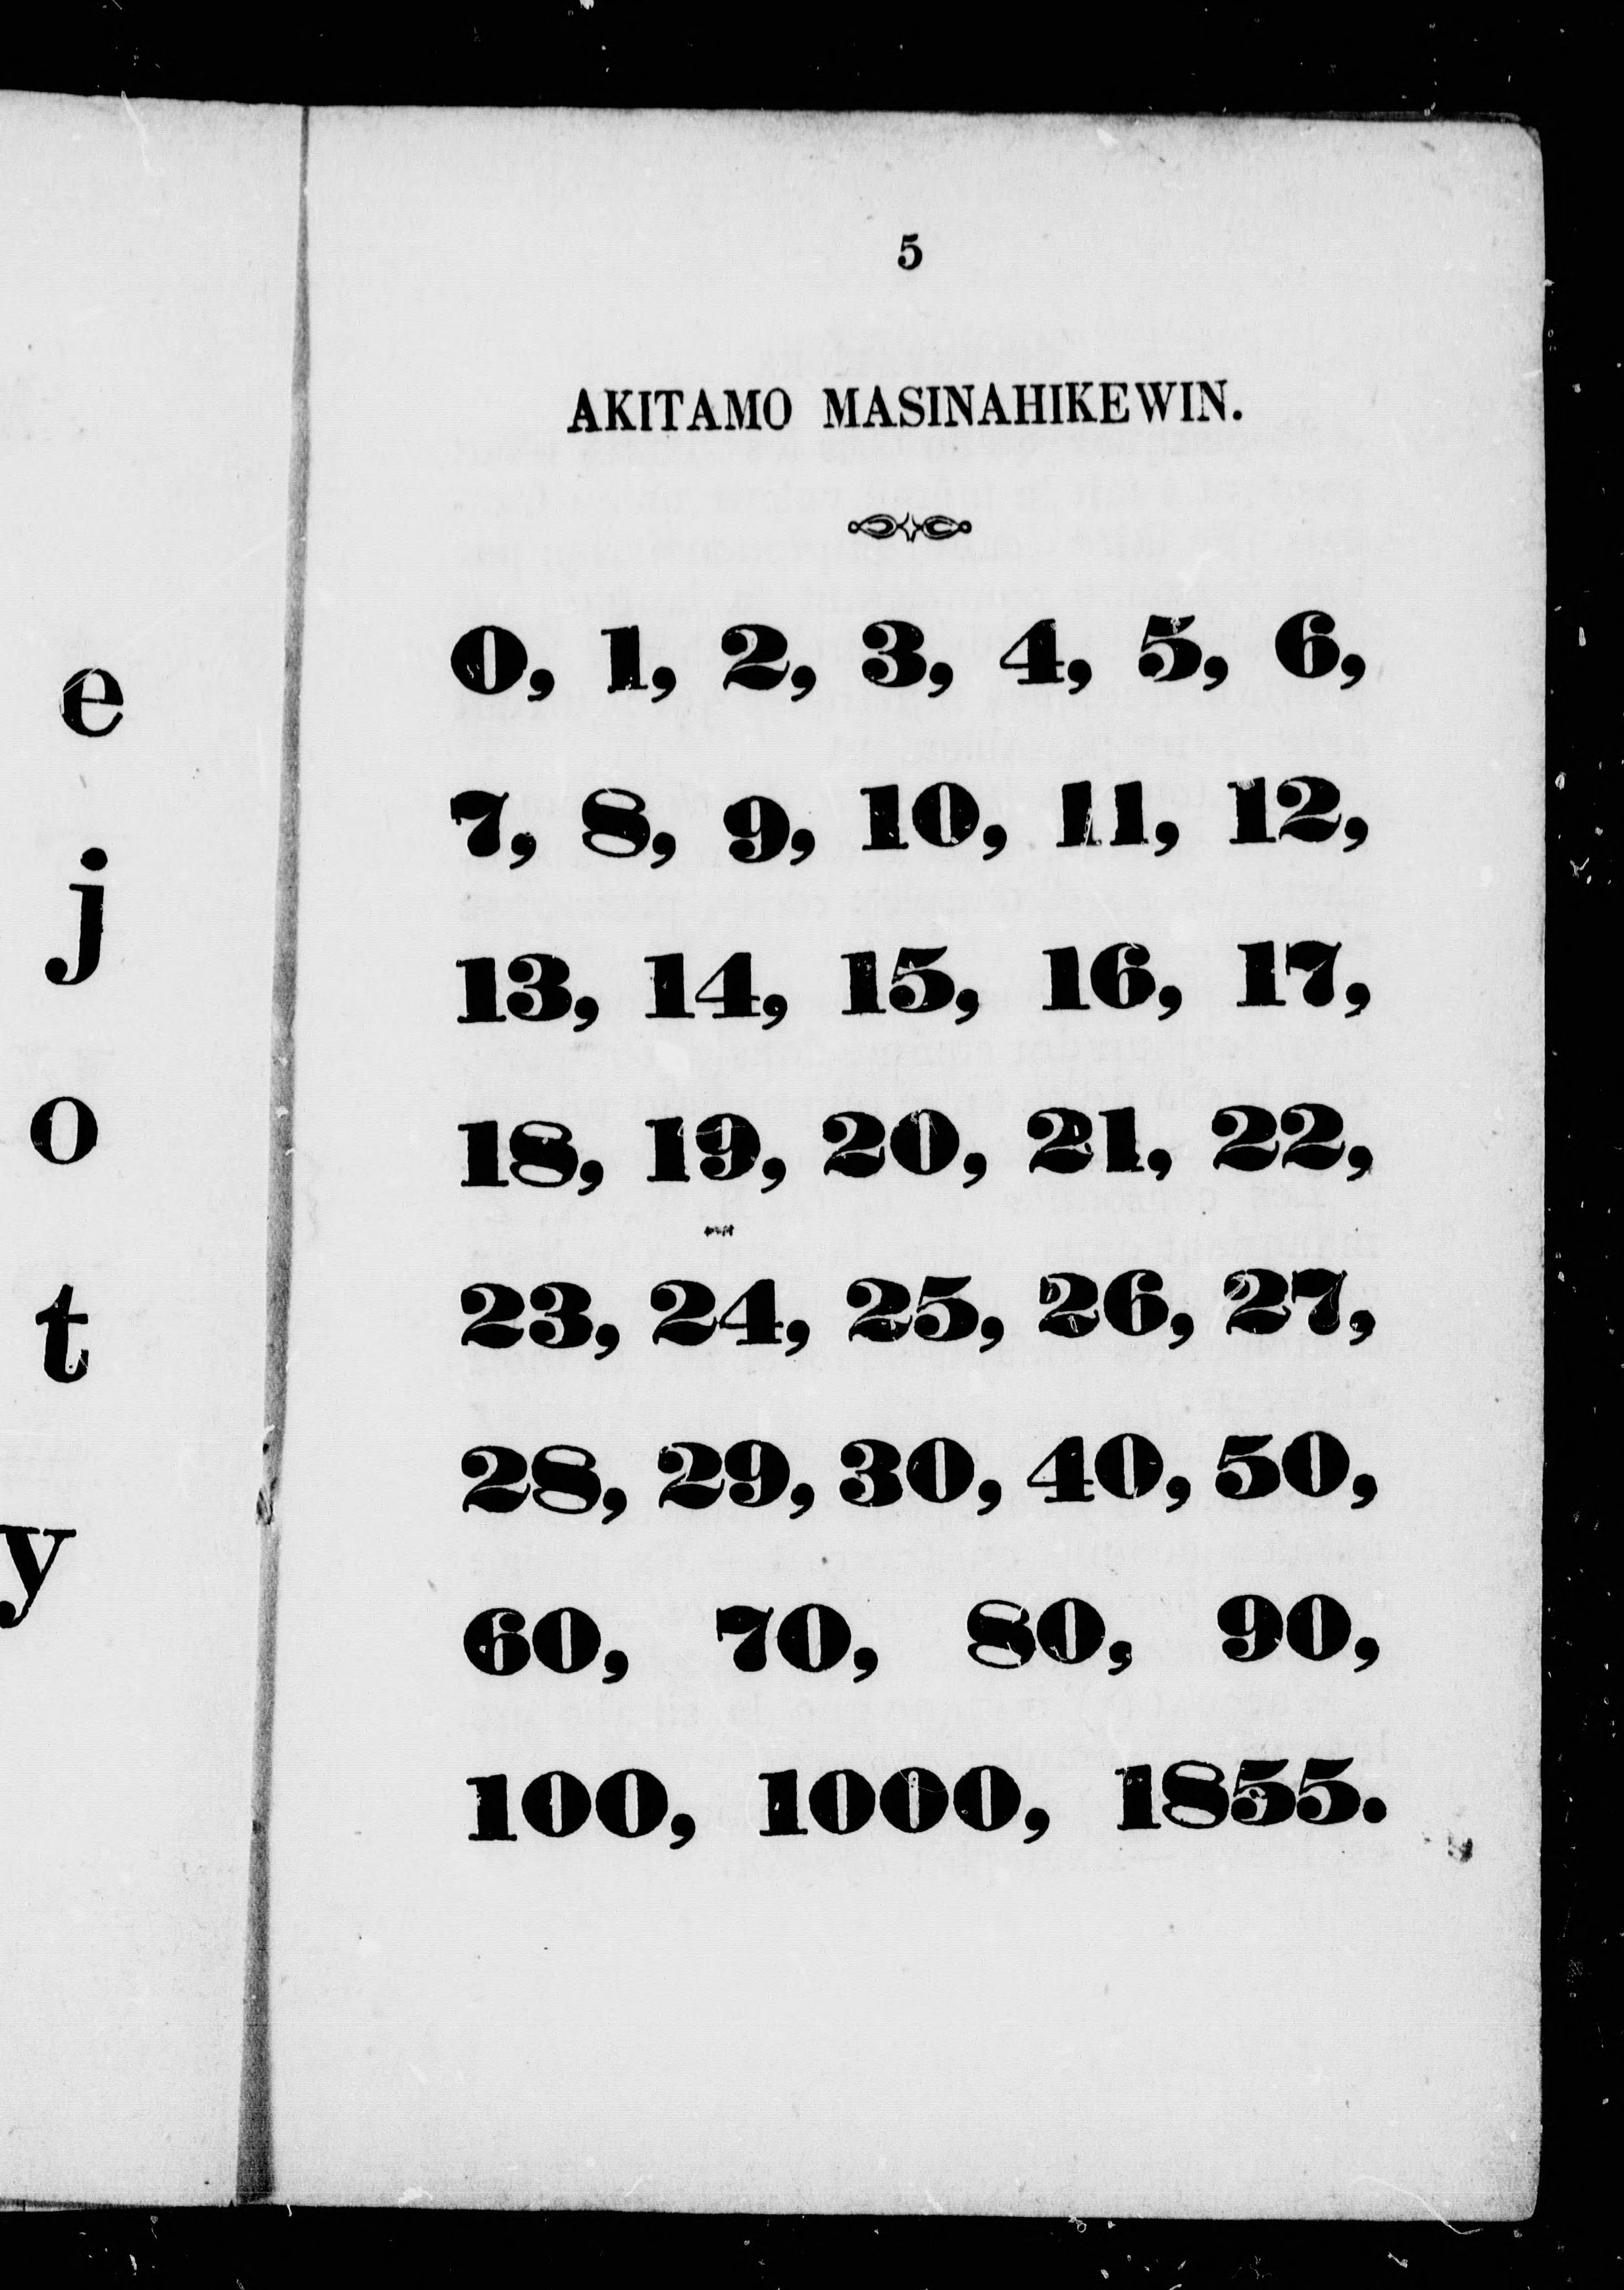 e
j
o
t
y
5
AKITAMO MASINAHIKEWIN.
0, 1, 2, 3, 4, 5, 6,
7, 8, 9, 10, 11, 12,
13, 14, 15, 16, 17,
18, 19, 20, 21, 22,
23, 24, 25, 26, 27,
28, 29, 30, 40, 50,
60, 70, 80, 90,
100, 1000, 1855.